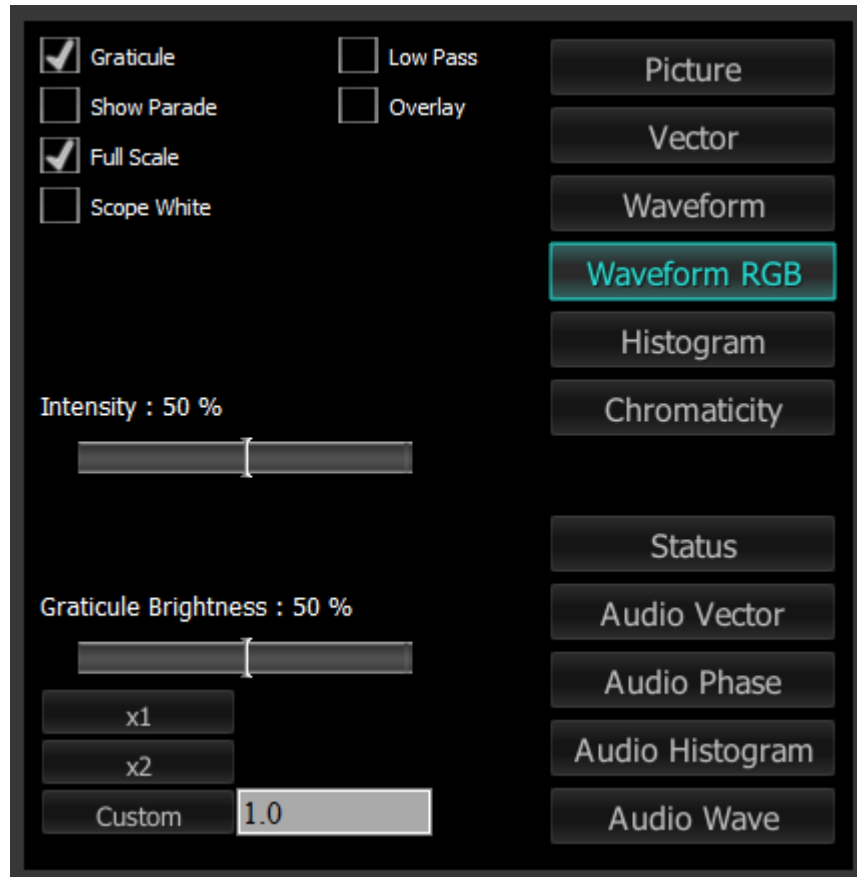 Graticule
Low Pass
Show Parade
Overlay
Full Scale
Scope White
Intensity : 50 %
Graticule Brightness : 50 %
x1
x2
Custom
1.0
Picture
Vector
Waveform
Waveform RGB
Histogram
Chromaticity
Status
Audio Vector
Audio Phase
Audio Histogram
Audio Wave